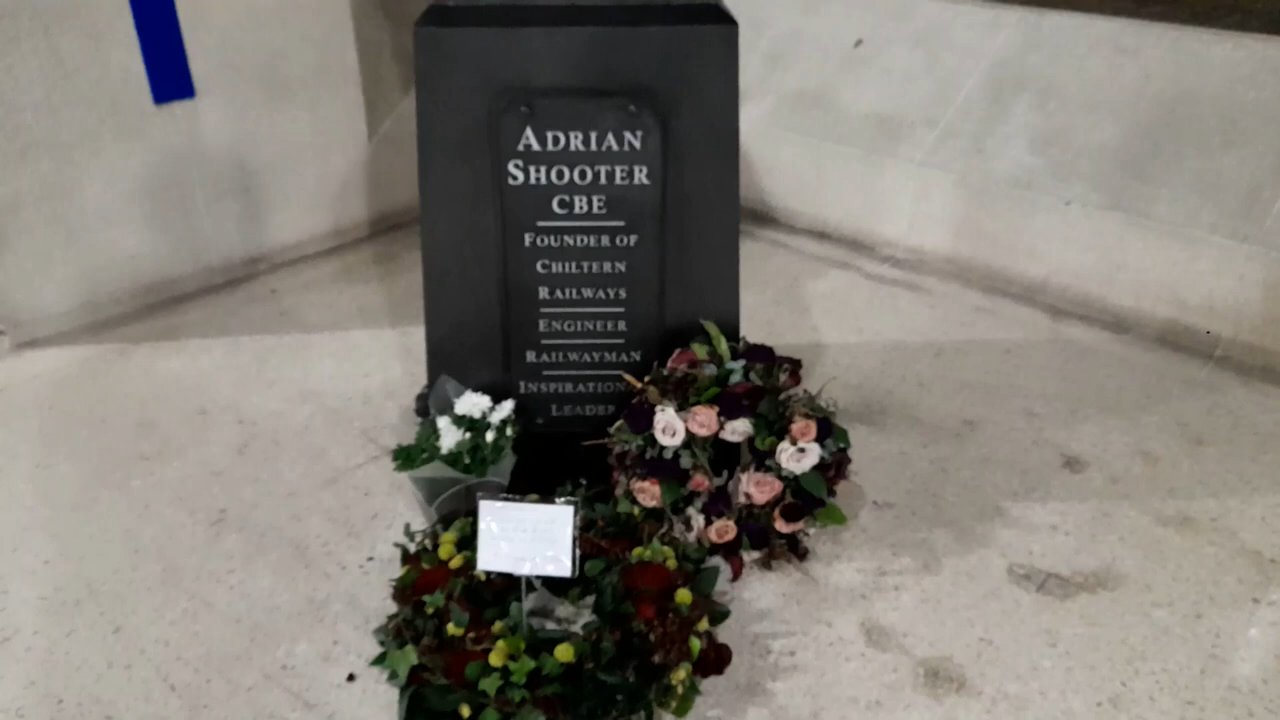 ADRIAN
SHOOTER
CBE
FOUNDER OF
CHILTERN
RAILWAYS
ENGINEER
RAILWAYMAN
INSPIRATION
LEADER